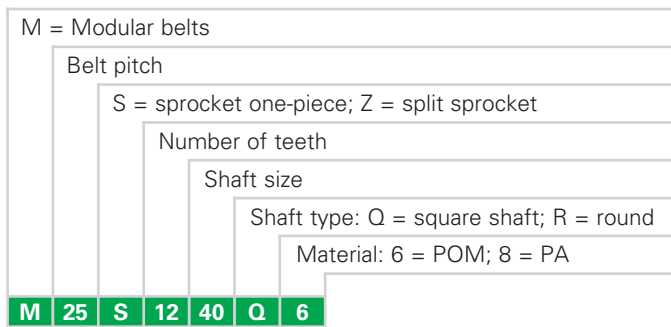 M = Modular belts
Belt pitch
S = sprocket one-piece; Z = split sprocket
Number of teeth
Shaft size
Shaft type: Q = square shaft; R = round
Material: 6 = POM; 8 = PA
M 25 S 12 40 Q 6